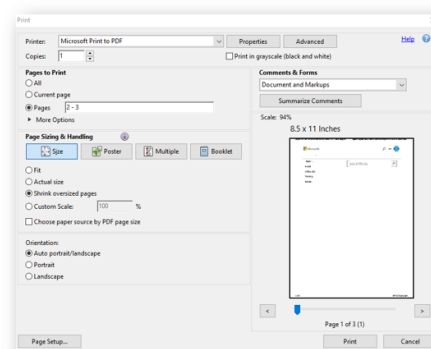 Print
Printer: Microsoft Print to PDF Properties Advanced Help
Copies: 1 Print in grayscale (black and white)
Pages to Print
All
Current page
Pages 2 - 3
More Options
Page Sizing & Handling
Size Poster Multiple Booklet
Fit
Actual size
Shrink oversized pages
Custom Scale: 100 %
Choose paper source by PDF page size
Orientation:
Auto portrait/landscape
Portrait
Landscape
Comments & Forms
Document and Markups
Summarize Comments
Scale: 94%
8.5 x 11 Inches
< >
Page 1 of 3 (1)
Page Setup... Print Cancel